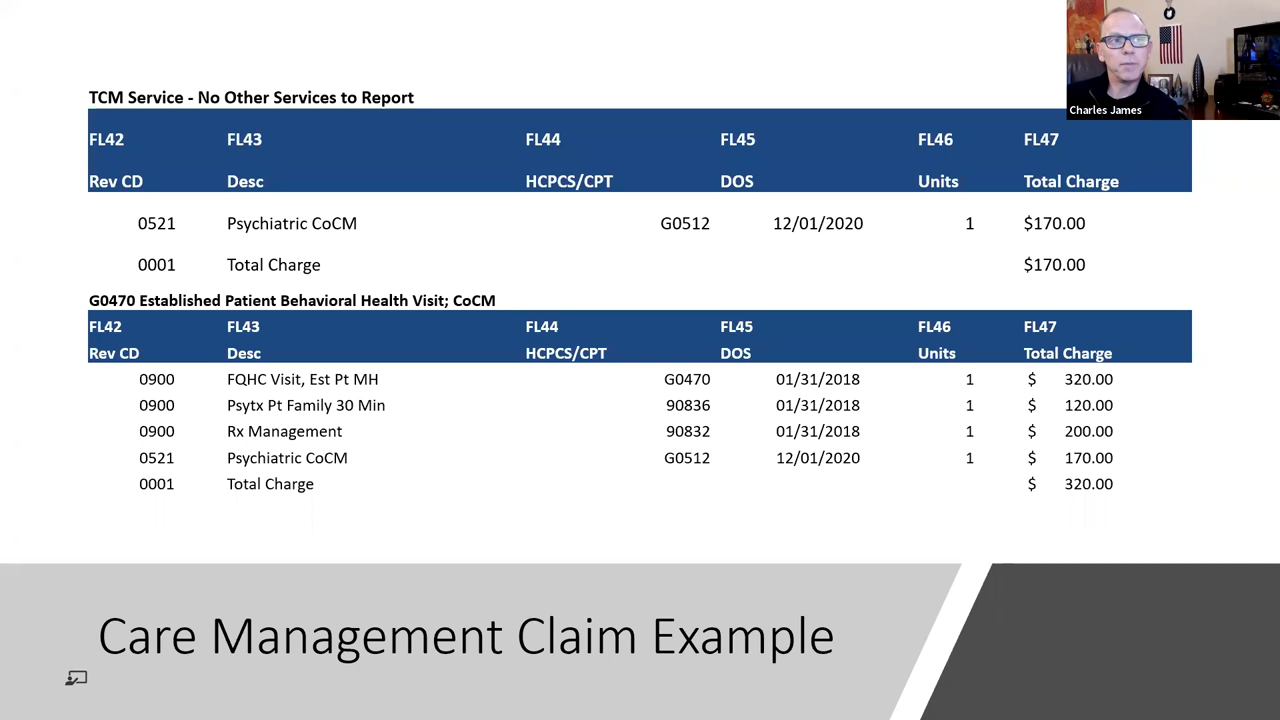 Charles James
TCM Service - No Other Services to Report
FL42 FL43 FL44 FL45 FL46 FL47
Rev CD Desc HCPCS/CPT DOS Units Total Charge
0521 Psychiatric CoCM G0512 12/01/2020 1 $170.00
0001 Total Charge $170.00
G0470 Established Patient Behavioral Health Visit; CoCM
FL42 FL43 FL44 FL45 FL46 FL47
Rev CD Desc HCPCS/CPT DOS Units Total Charge
0900 FQHC Visit, Est Pt MH G0470 01/31/2018 1 $ 320.00
0900 Psytx Pt Family 30 Min 90836 01/31/2018 1 $ 120.00
0900 Rx Management 90832 01/31/2018 1 $ 200.00
0521 Psychiatric CoCM G0512 12/01/2020 1 $ 170.00
0001 Total Charge $ 320.00
Care Management Claim Example